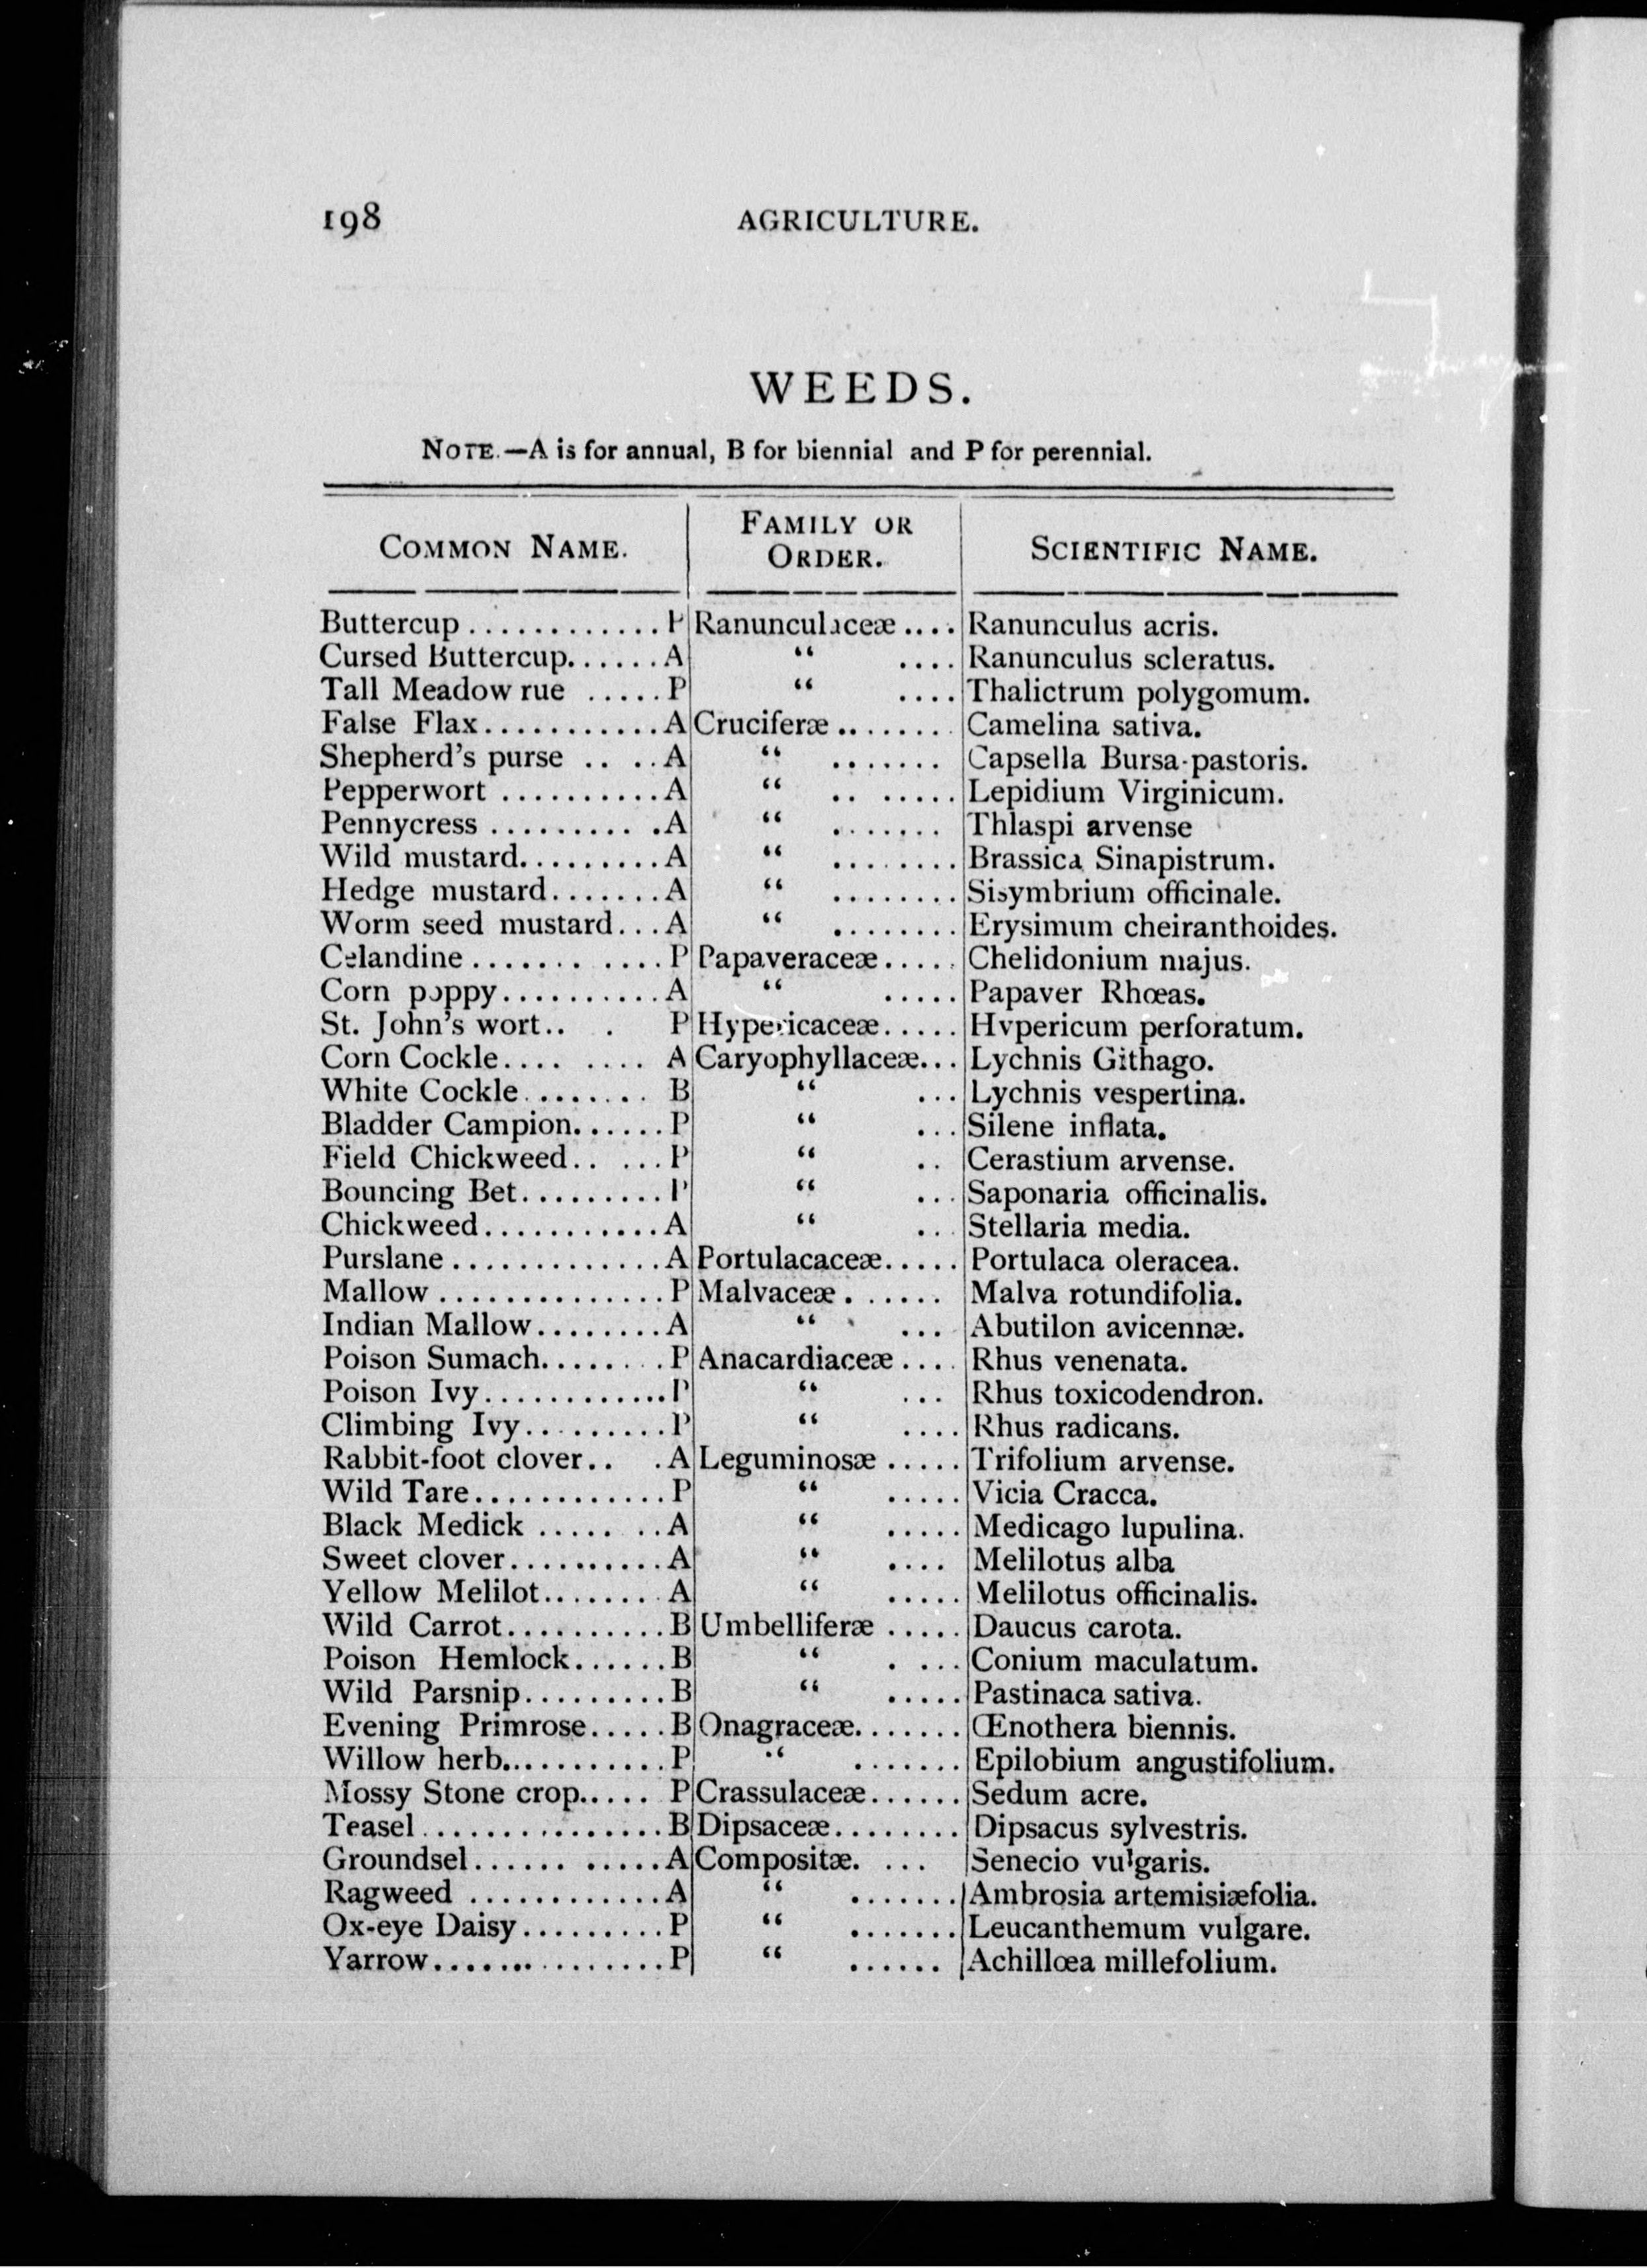 198 AGRICULTURE.
WEEDS.
NOTE.—A is for annual, B for biennial and P for perennial.
COMMON NAME. FAMILY OR ORDER. SCIENTIFIC NAME.
Buttercup............P Ranunculaceæ.... Ranunculus acris.
Cursed Buttercup......A “ .... Ranunculus scleratus.
Tall Meadow rue .....P “ .... Thalictrum polygomum.
False Flax...........A Cruciferæ........ Camelina sativa.
Shepherd's purse .. ..A “ ....... Capsella Bursa-pastoris.
Pepperwort ..........A “ .. ..... Lepidium Virginicum.
Pennycress ......... .A “ ....... Thlaspi arvense
Wild mustard.........A “ ........ Brassica Sinapistrum.
Hedge mustard.......A “ ........ Sisymbrium officinale.
Worm seed mustard...A “ ........ Erysimum cheiranthoides.
Celandine........ ....P Papaveraceæ..... Chelidonium majus.
Corn poppy..........A “ ..... Papaver Rhœas.
St. John's wort.. . P Hypericaceæ..... Hypericum perforatum.
Corn Cockle.... .... A Caryophyllaceæ... Lychnis Githago.
White Cockle........ B “ ... Lychnis vespertina.
Bladder Campion......P “ ... Silene inflata.
Field Chickweed.. ...P “ .. Cerastium arvense.
Bouncing Bet.........P “ ... Saponaria officinalis.
Chickweed...........A “ ... Stellaria media.
Purslane.............A Portulacaceæ..... Portulaca oleracea.
Mallow ..............P Malvaceæ. ...... Malva rotundifolia.
Indian Mallow........A “ ... Abutilon avicennæ.
Poison Sumach........P Anacardiaceæ.... Rhus venenata.
Poison Ivy............P “ ... Rhus toxicodendron.
Climbing Ivy.........P “ .... Rhus radicans.
Rabbit-foot clover.. .A Leguminosæ ..... Trifolium arvense.
Wild Tare............P “ ..... Vicia Cracca.
Black Medick ..... ..A “ ..... Medicago lupulina.
Sweet clover..........A “ .... Melilotus alba
Yellow Melilot........A “ ..... Melilotus officinalis.
Wild Carrot..........B Umbelliferæ ..... Daucus carota.
Poison Hemlock......B “ . ... Conium maculatum.
Wild Parsnip.........B “ ..... Pastinaca sativa.
Evening Primrose.....B Onagraceæ....... Œnothera biennis.
Willow herb...........P “ ....... Epilobium angustifolium.
Mossy Stone crop..... P Crassulaceæ...... Sedum acre.
Teasel...............B Dipsaceæ........ Dipsacus sylvestris.
Groundsel...... .....A Compositæ. ... Senecio vulgaris.
Ragweed ............A “ ....... Ambrosia artemisiæfolia.
Ox-eye Daisy.........P “ ....... Leucanthemum vulgare.
Yarrow...............P “ ...... Achillœa millefolium.